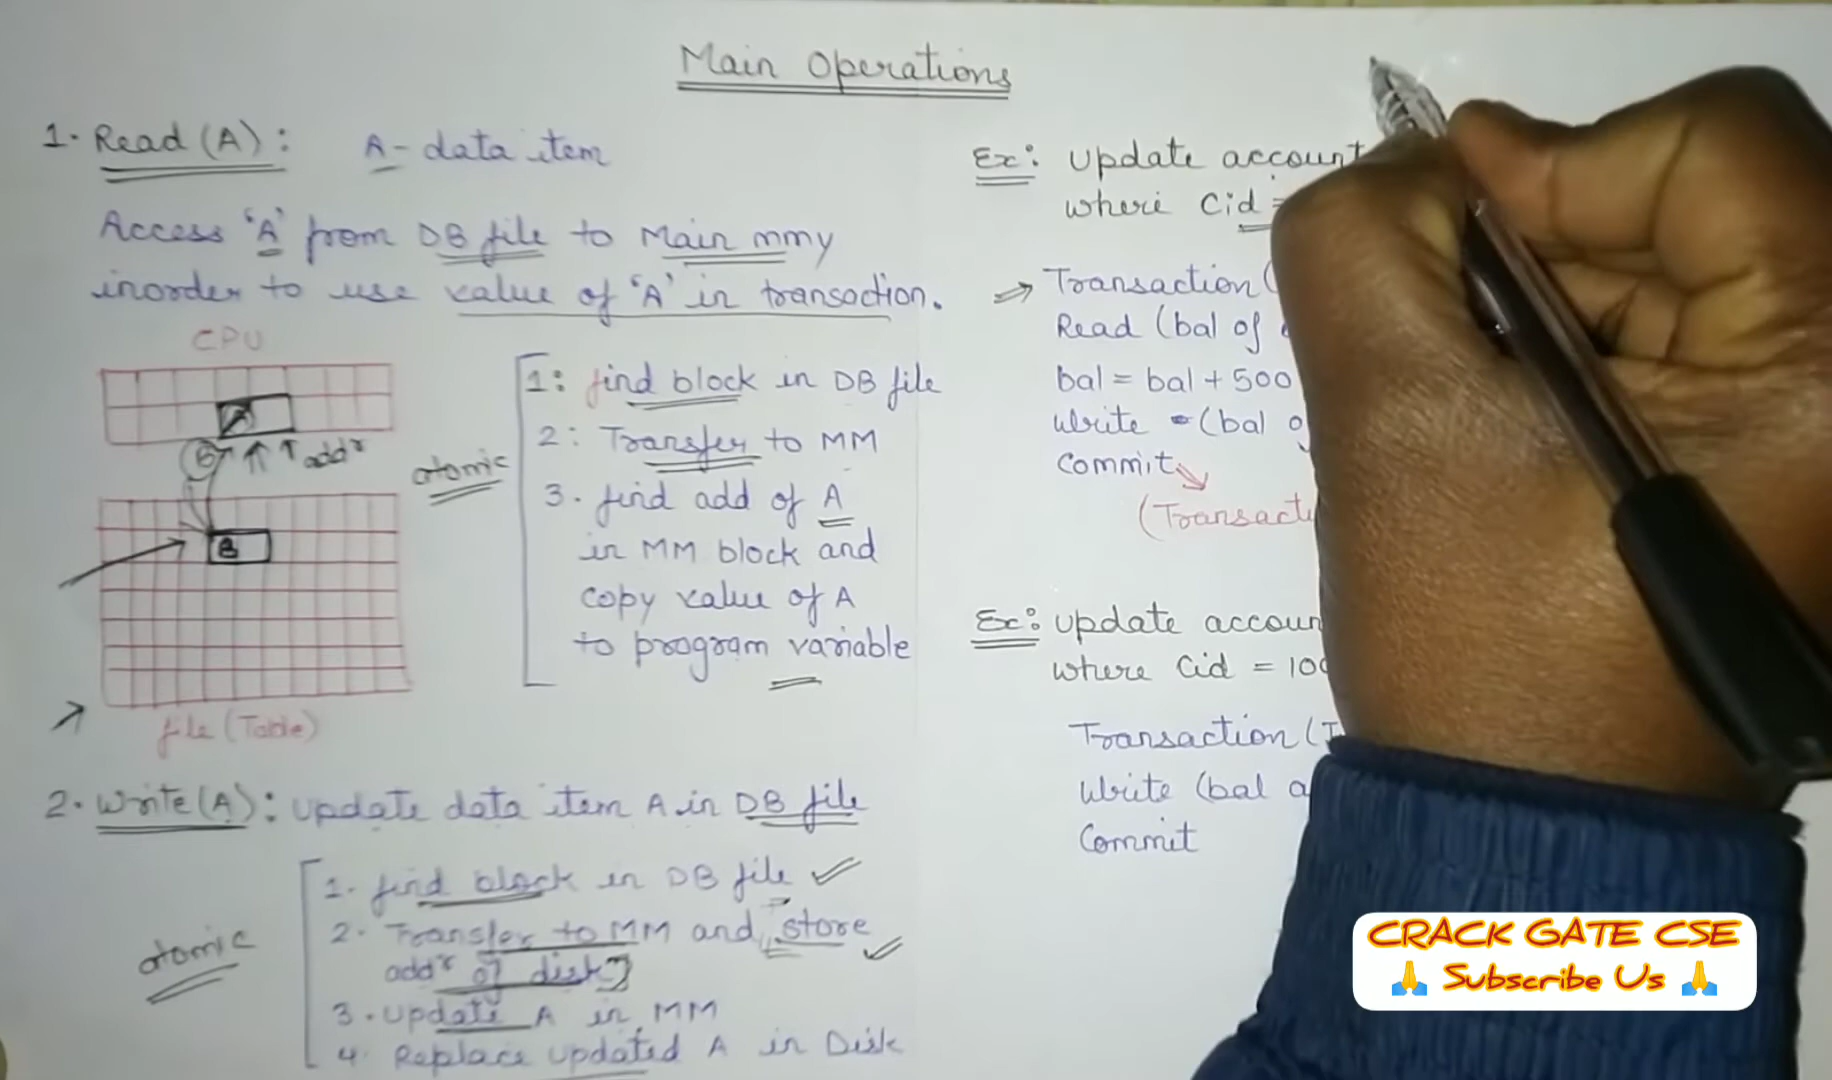 Main Operations
1. Read (A): A - data item
Access 'A' from DB file to Main mmy
inorder to use value of 'A' in transaction.
CPU
A
B addr
B
file (Table)
atomic
1: find block in DB file
2: Transfer to MM
3. find add of A
in MM block and
copy value of A
to program variable
2. Write(A): update data item A in DB file
atomic
1. find block in DB file
2. Transfer to MM and store
addr of disk
3. update A in MM
4. Replace updated A in Disk
Ex: update account
where Cid =
Transaction (
Read (bal of
bal = bal + 500
write (bal o
Commit
(Transacti
Ex: update accoun
where Cid = 10
Transaction (T
Write (bal
Commit
CRACK GATE CSE
🙏 Subscribe Us 🙏